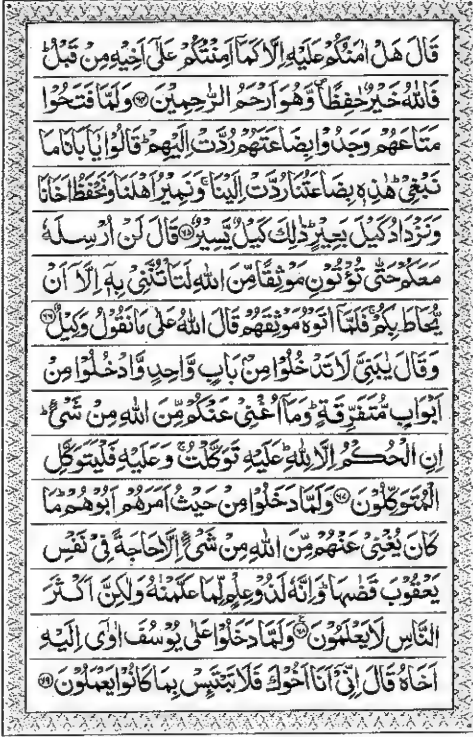 قَالَ هَلْ اٰمَنُكُمْ عَلَيْهِ اِلَّا كَمَاۤ اَمِنْتُكُمْ عَلٰۤى اَخِيْهِ مِنْ قَبْلُ ؕ
فَاللّٰهُ خَيْرٌ حٰفِظًا ۪ وَّهُوَ اَرْحَمُ الرّٰحِمِيْنَ ﴿۶۴﴾ وَلَمَّا فَتَحُوْا
مَتَاعَهُمْ وَجَدُوْا بِضَاعَتَهُمْ رُدَّتْ اِلَيْهِمْ ؕ قَالُوْا يٰۤاَبَانَا مَا
نَبْغِىْ ؕ هٰذِهٖ بِضَاعَتُنَا رُدَّتْ اِلَيْنَا ۚ وَنَمِيْرُ اَهْلَنَا وَنَحْفَظُ اَخَانَا
وَنَزْدَادُ كَيْلَ بَعِيْرٍ ؕ ذٰلِكَ كَيْلٌ يَّسِيْرٌ ﴿۶۵﴾ قَالَ لَنْ اُرْسِلَهٗ
مَعَكُمْ حَتّٰى تُؤْتُوْنِ مَوْثِقًا مِّنَ اللّٰهِ لَتَاْتُنَّنِىْ بِهٖۤ اِلَّاۤ اَنْ
يُّحَاطَ بِكُمْ ۚ فَلَمَّاۤ اٰتَوْهُ مَوْثِقَهُمْ قَالَ اللّٰهُ عَلٰى مَا نَقُوْلُ وَكِيْلٌ ﴿۶۶﴾
وَقَالَ يٰبَنِىَّ لَا تَدْخُلُوْا مِنْۢ بَابٍ وَّاحِدٍ وَّادْخُلُوْا مِنْ
اَبْوَابٍ مُّتَفَرِّقَةٍ ؕ وَمَاۤ اُغْنِىْ عَنْكُمْ مِّنَ اللّٰهِ مِنْ شَىْءٍ ؕ
اِنِ الْحُكْمُ اِلَّا لِلّٰهِ ؕ عَلَيْهِ تَوَكَّلْتُ ۚ وَعَلَيْهِ فَلْيَتَوَكَّلِ
الْمُتَوَكِّلُوْنَ ﴿۶۷﴾ وَلَمَّا دَخَلُوْا مِنْ حَيْثُ اَمَرَهُمْ اَبُوْهُمْ ؕ مَا
كَانَ يُغْنِىْ عَنْهُمْ مِّنَ اللّٰهِ مِنْ شَىْءٍ اِلَّا حَاجَةً فِىْ نَفْسِ
يَعْقُوْبَ قَضٰىهَا ؕ وَاِنَّهٗ لَذُوْ عِلْمٍ لِّمَا عَلَّمْنٰهُ وَلٰكِنَّ اَكْثَرَ
النَّاسِ لَا يَعْلَمُوْنَ ﴿۶۸﴾ وَلَمَّا دَخَلُوْا عَلٰى يُوْسُفَ اٰوٰۤى اِلَيْهِ
اَخَاهُ قَالَ اِنِّىْۤ اَنَا اَخُوْكَ فَلَا تَبْتَئِسْ بِمَا كَانُوْا يَعْمَلُوْنَ ﴿۶۹﴾